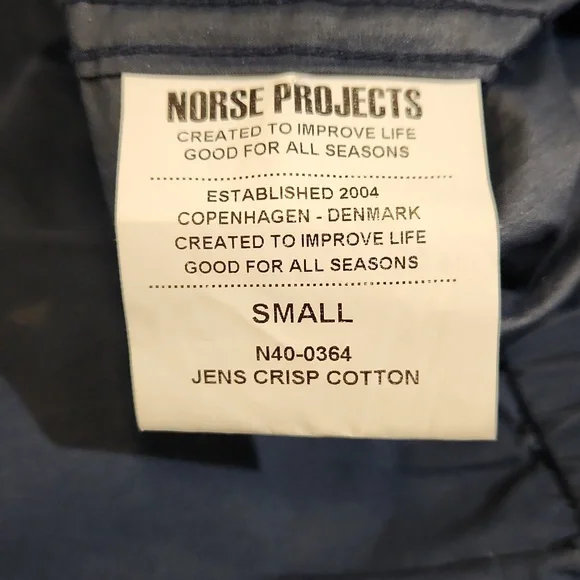 NORSE PROJECTS
CREATED TO IMPROVE LIFE
GOOD FOR ALL SEASONS
ESTABLISHED 2004
COPENHAGEN - DENMARK
CREATED TO IMPROVE LIFE
GOOD FOR ALL SEASONS
SMALL
N40-0364
JENS CRISP COTTON